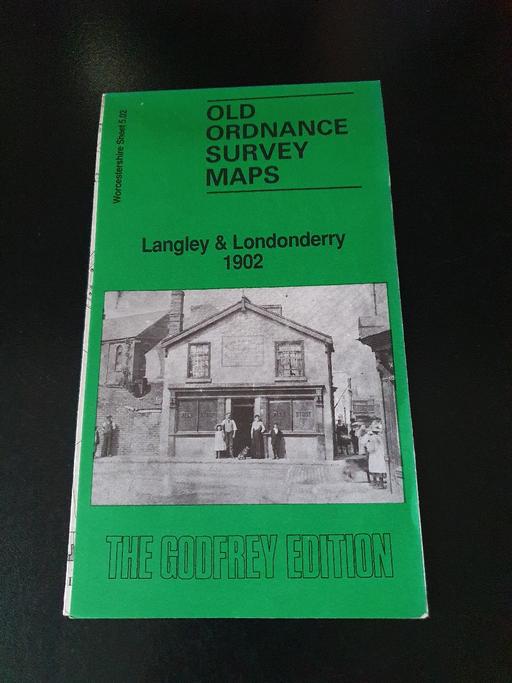 Worcestershire Sheet 5.02
OLD
ORDNANCE
SURVEY
MAPS
Langley & Londonderry
1902
THE GODFREY EDITION